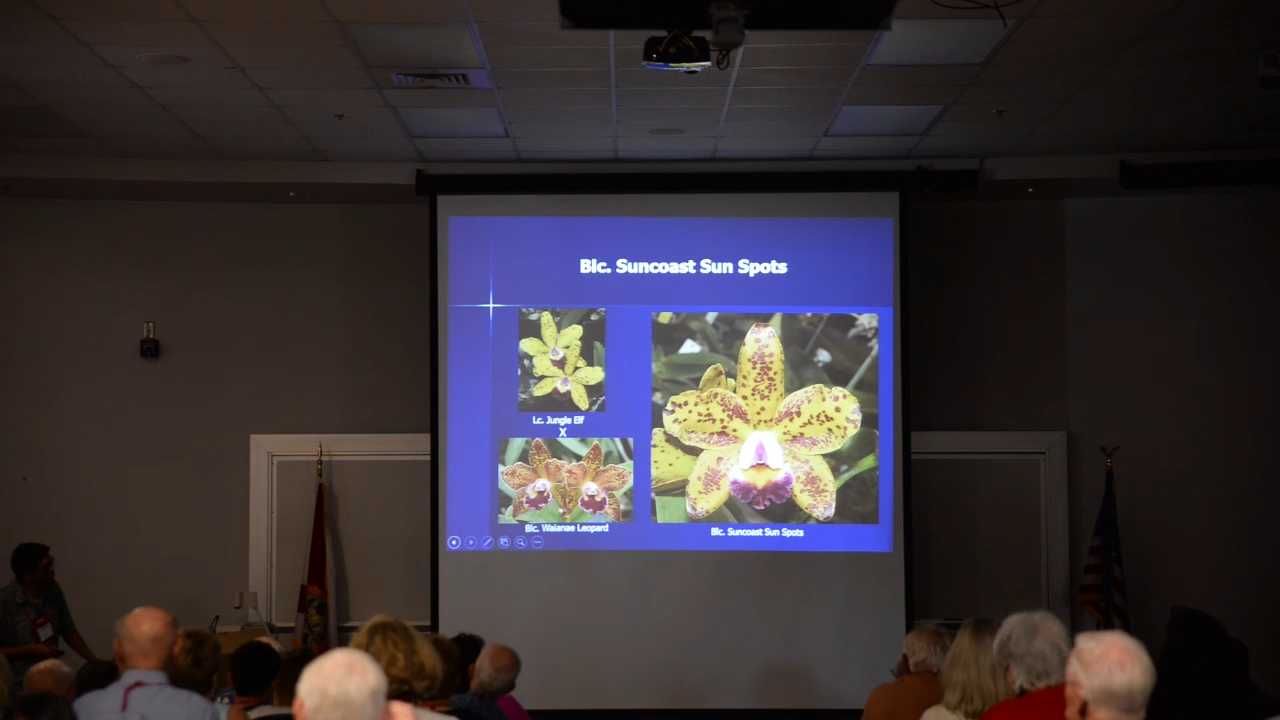 Blc. Suncoast Sun Spots
Lc. Jungle Elf
X
Blc. Waianae Leopard
Blc. Suncoast Sun Spots